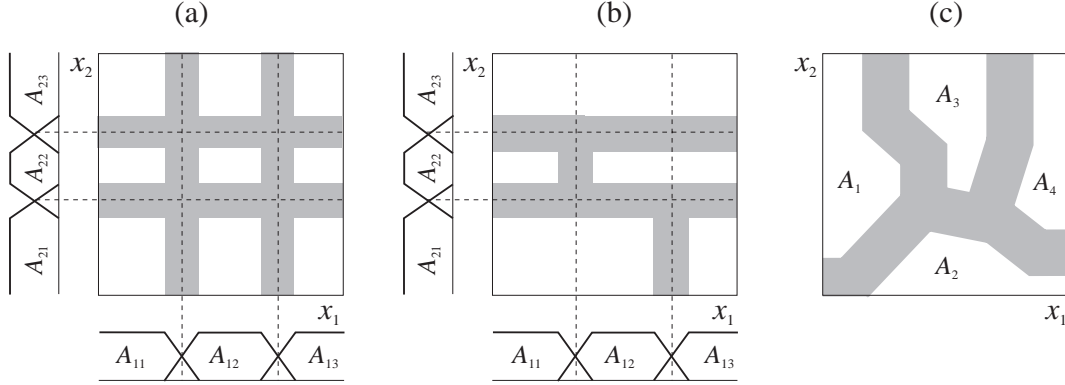 (a)
x₂
A₂₃
A₂₂
A₂₁
x₁
A₁₁ A₁₂ A₁₃
(b)
x₂
A₂₃
A₂₂
A₂₁
x₁
A₁₁ A₁₂ A₁₃
(c)
x₂
A₃
A₁ A₄
A₂
x₁